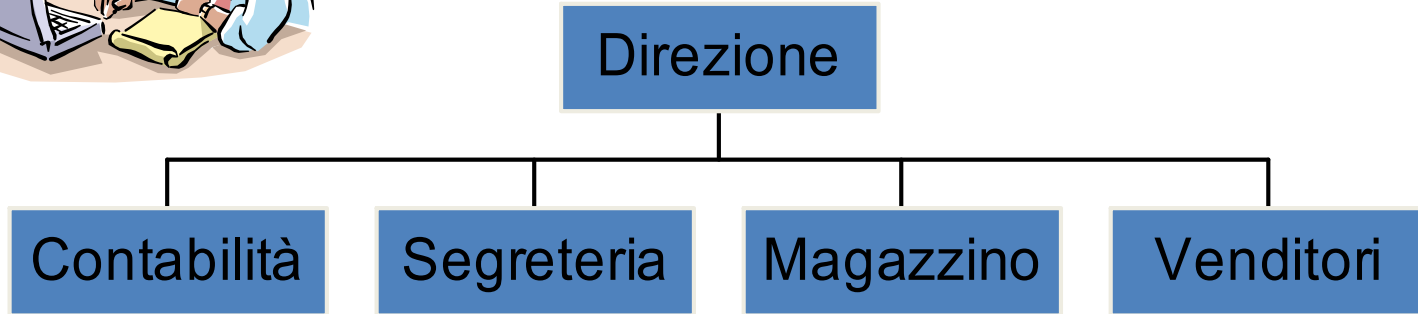 Direzione
Contabilità
Segreteria
Magazzino
Venditori